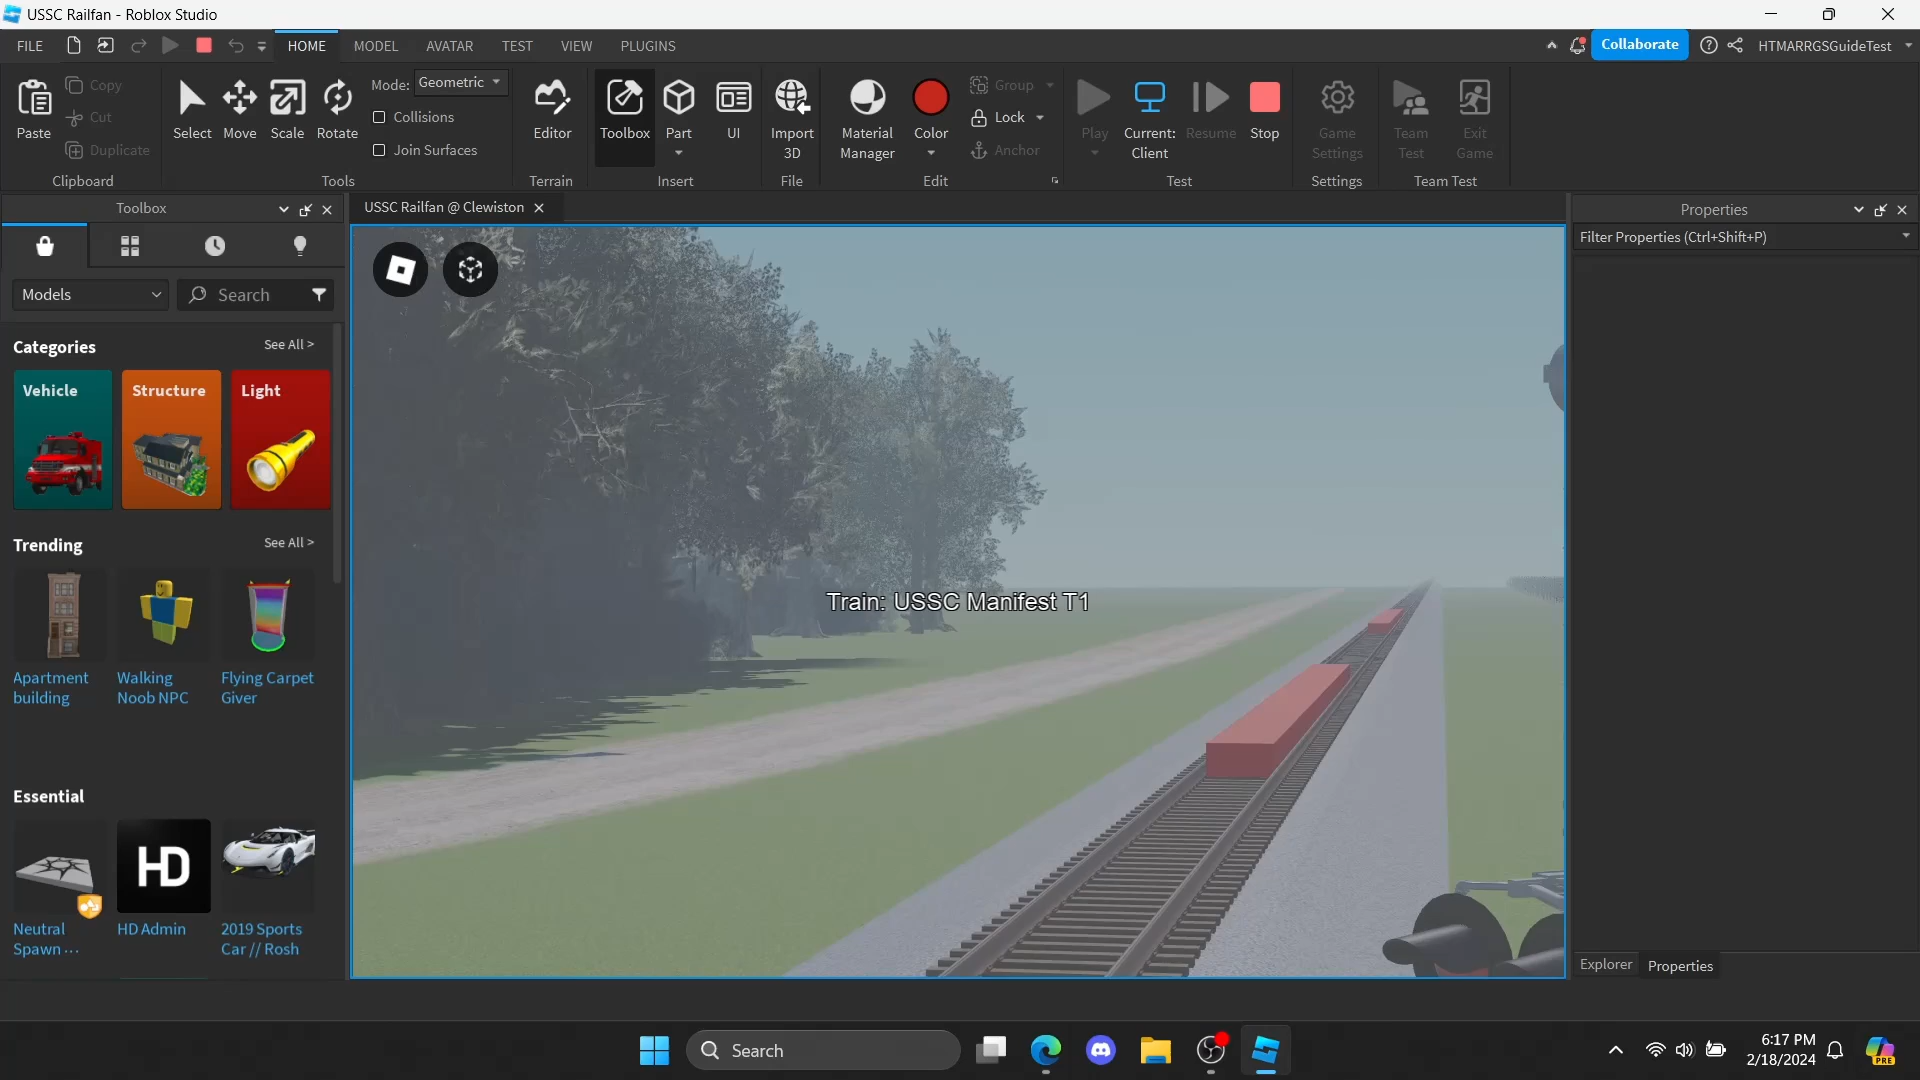 USSC Railfan - Roblox Studio
FILE
HOME
MODEL
AVATAR
TEST
VIEW
PLUGINS
Collaborate
HTMARRGSGuideTest
Paste
Copy
Cut
Duplicate
Clipboard
Select
Move
Scale
Rotate
Mode: Geometric
Collisions
Join Surfaces
Tools
Editor
Terrain
Toolbox
Part
UI
Insert
Import
3D
File
Material
Manager
Color
Group
Lock
Anchor
Edit
Play
Current:
Client
Resume
Stop
Test
Game
Settings
Settings
Team
Test
Exit
Game
Team Test
Toolbox
USSC Railfan @ Clewiston
Properties
Filter Properties (Ctrl+Shift+P)
Models
Search
Categories
See All >
Vehicle
Structure
Light
Trending
See All >
Apartment
building
Walking
Noob NPC
Flying Carpet
Giver
Essential
HD
Neutral
Spawn ...
HD Admin
2019 Sports
Car // Rosh
Train: USSC Manifest T1
Explorer
Properties
Search
6:17 PM
2/18/2024
PRE